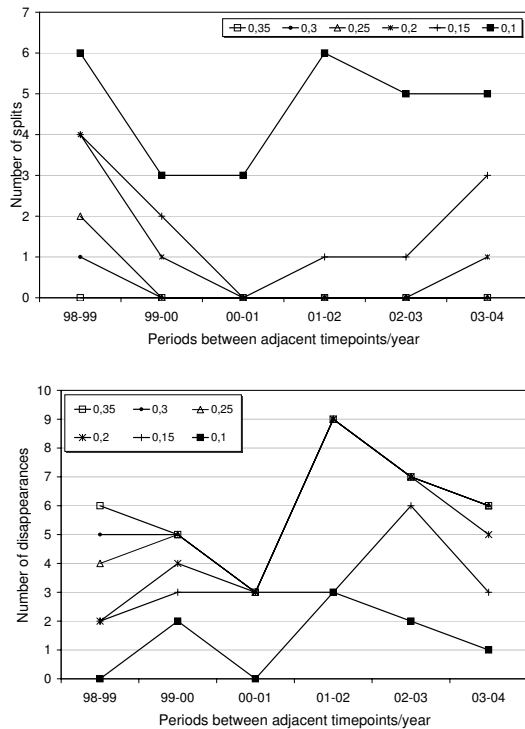 0,35 0,3 0,25 0,2 0,15 0,1
7
6
5
4
3
2
1
0
Number of splits
98-99 99-00 00-01 01-02 02-03 03-04
Periods between adjacent timepoints/year
10
9
8
7
6
5
4
3
2
1
0
0,35 0,3 0,25
0,2 0,15 0,1
Number of disappearances
98-99 99-00 00-01 01-02 02-03 03-04
Periods between adjacent timepoints/year